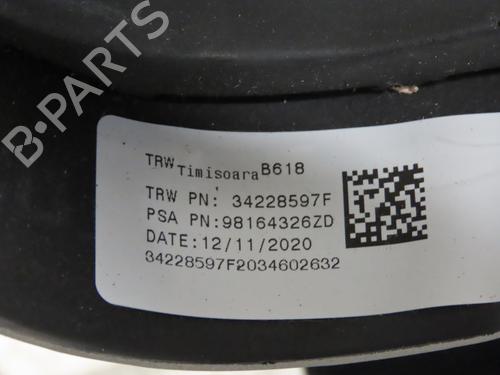 B-PARTS
TRW Timisoara B618
TRW PN: 34228597F
PSA PN:98164326ZD
DATE:12/11/2020
34228597F2034602632